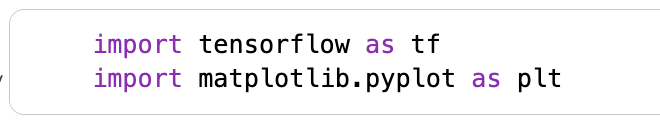 import tensorflow as tf
import matplotlib.pyplot as plt